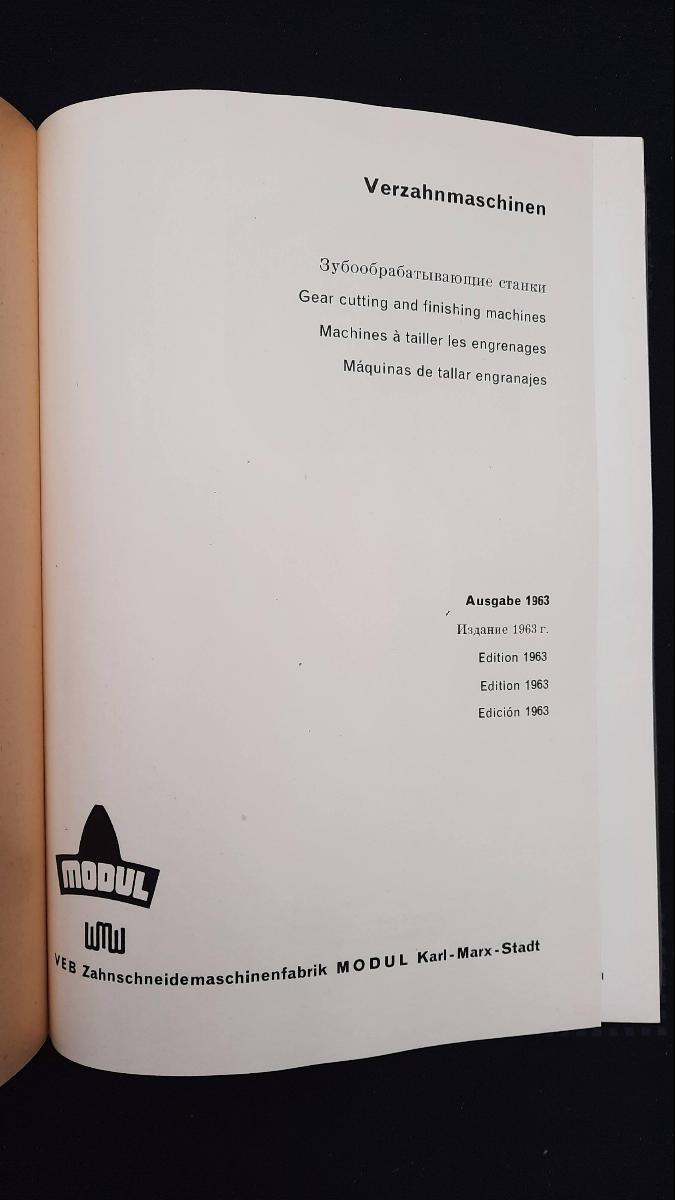 Verzahnmaschinen
Зубообрабатывающие станки
Gear cutting and finishing machines
Machines à tailler les engrenages
Máquinas de tallar engranajes
Ausgabe 1963
Издание 1963 г.
Edition 1963
Edition 1963
Edición 1963
MODUL
WMW
VEB Zahnschneidemaschinenfabrik MODUL Karl-Marx-Stadt